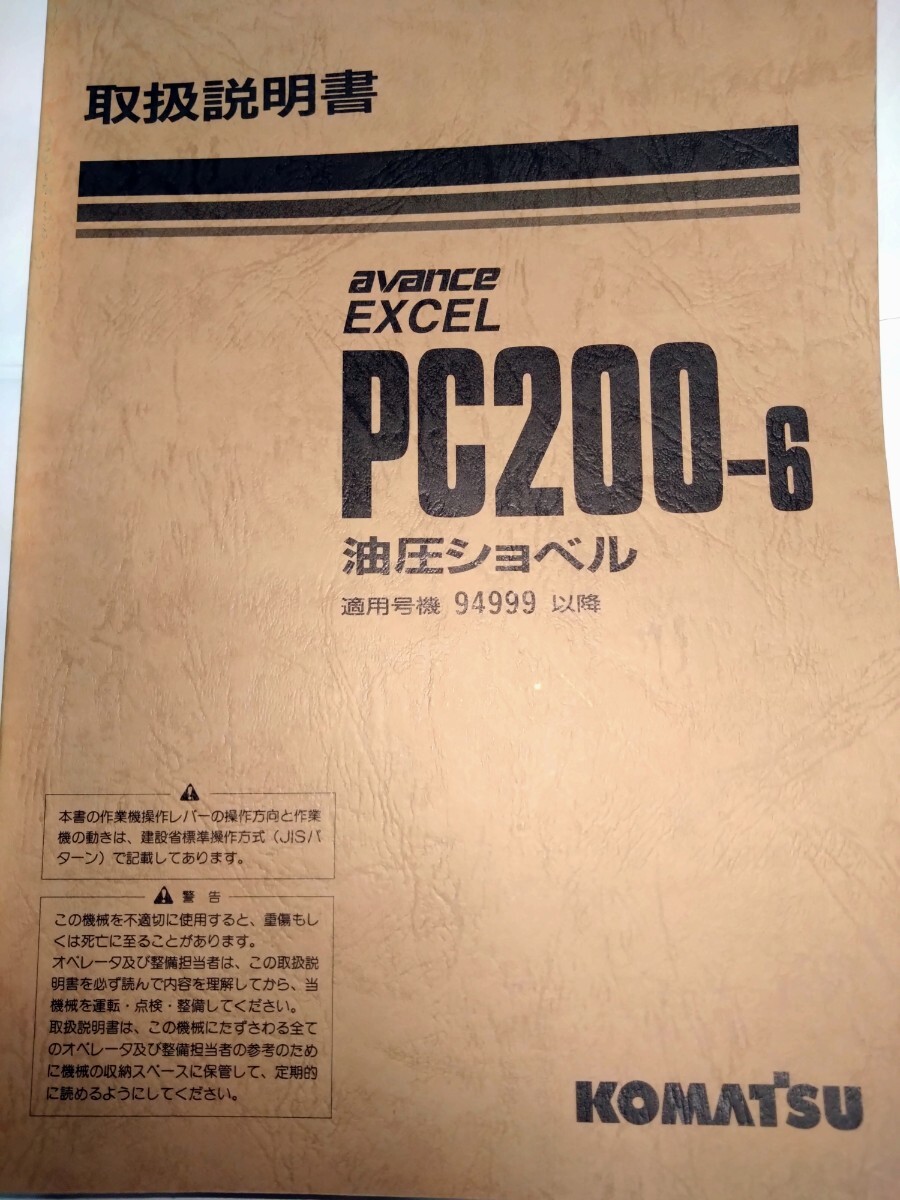 取扱説明書
avance
EXCEL
PC200-6
油圧ショベル
適用号機 94999 以降
本書の作業機操作レバーの操作方向と作業
機の動きは、建設省標準操作方式（JISパ
ターン）で記載してあります。
警告
この機械を不適切に使用すると、重傷もし
くは死亡に至ることがあります。
オペレータ及び整備担当者は、この取扱説
明書を必ず読んで内容を理解してから、当
機械を運転・点検・整備してください。
取扱説明書は、この機械にたずさわる全て
のオペレータ及び整備担当者の参考のため
に機械の収納スペースに保管して、定期的
に読めるようにしてください。
KOMATSU